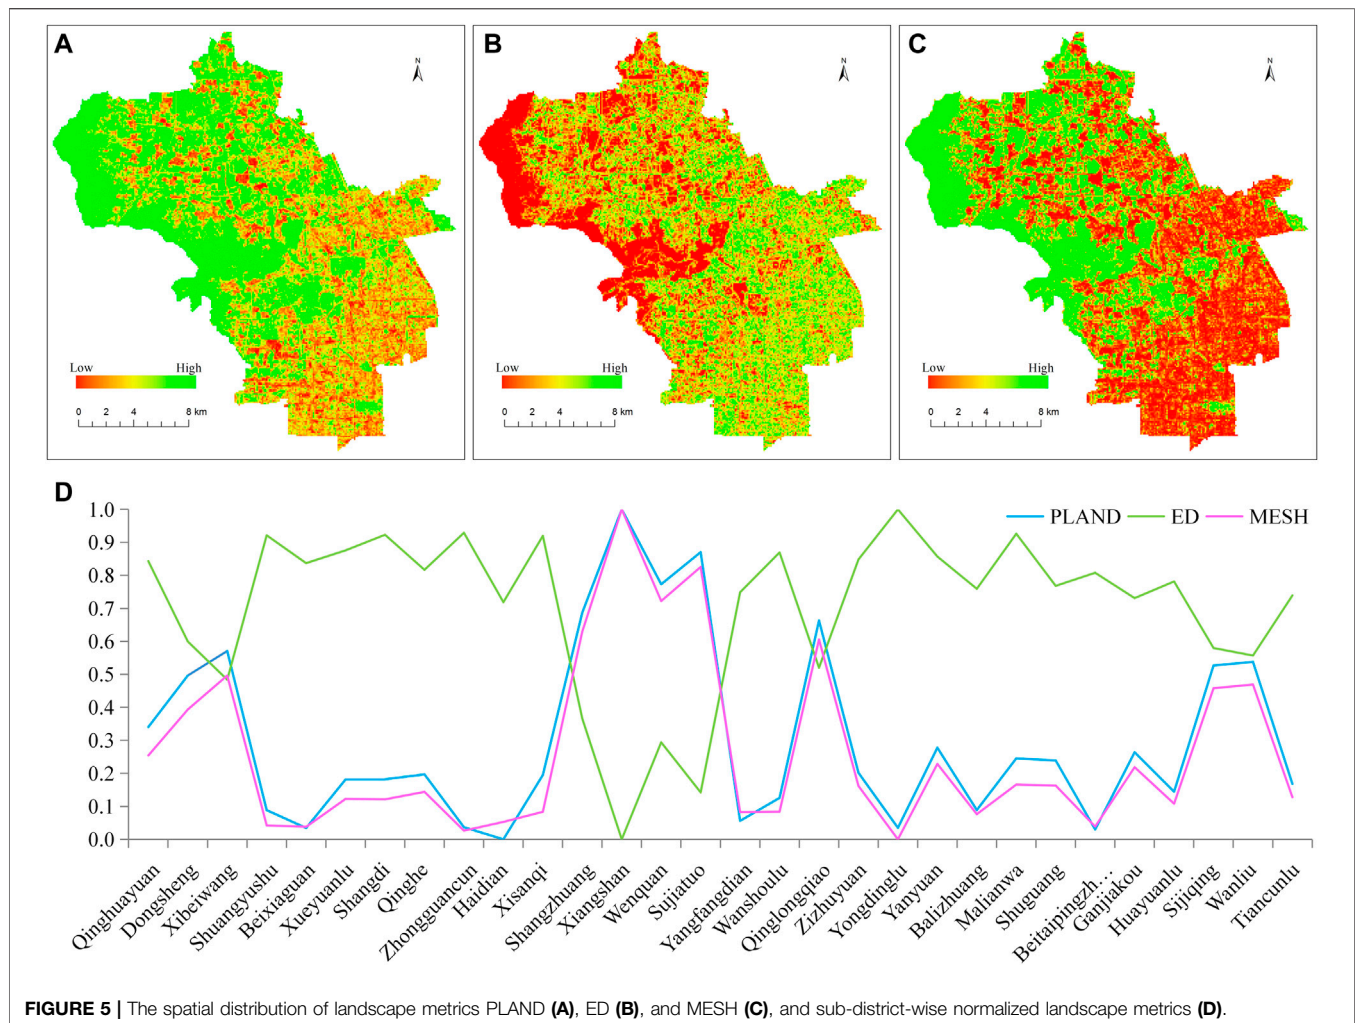 A
B
C
N
N
N
Low High
Low High
Low High
0 2 4 8 km
0 2 4 8 km
0 2 4 8 km
D
PLAND ED MESH
1.0
0.9
0.8
0.7
0.6
0.5
0.4
0.3
0.2
0.1
0.0
Qinghuayuan
Dongsheng
Xibeiwang
Shuangyushu
Beixiaguan
Xueyuanlu
Shangdi
Qinghe
Zhongguancun
Haidian
Xisanqi
Shangzhuang
Xiangshan
Wenquan
Sujiatuo
Yangfangdian
Wanshoulu
Qinglongqiao
Zizhuyuan
Yongdinglu
Yanyuan
Balizhuang
Malianwa
Shuguang
Beitaipingzh…
Ganjiakou
Huayuanlu
Sijiqing
Wanliu
Tiancunlu
FIGURE 5 | The spatial distribution of landscape metrics PLAND (A), ED (B), and MESH (C), and sub-district-wise normalized landscape metrics (D).